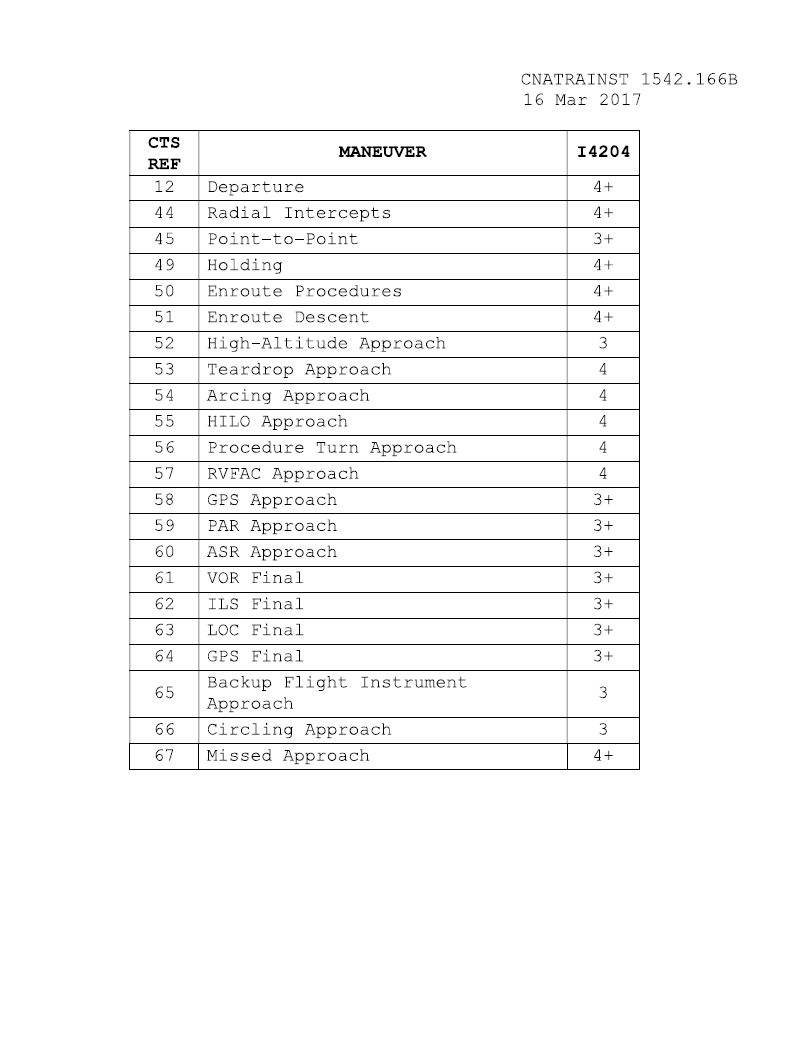 CNATRAINST 1542.166B
16 Mar 2017
CTS REF MANEUVER I4204
12 Departure 4+
44 Radial Intercepts 4+
45 Point-to-Point 3+
49 Holding 4+
50 Enroute Procedures 4+
51 Enroute Descent 4+
52 High-Altitude Approach 3
53 Teardrop Approach 4
54 Arcing Approach 4
55 HILO Approach 4
56 Procedure Turn Approach 4
57 RVFAC Approach 4
58 GPS Approach 3+
59 PAR Approach 3+
60 ASR Approach 3+
61 VOR Final 3+
62 ILS Final 3+
63 LOC Final 3+
64 GPS Final 3+
65 Backup Flight Instrument Approach 3
66 Circling Approach 3
67 Missed Approach 4+